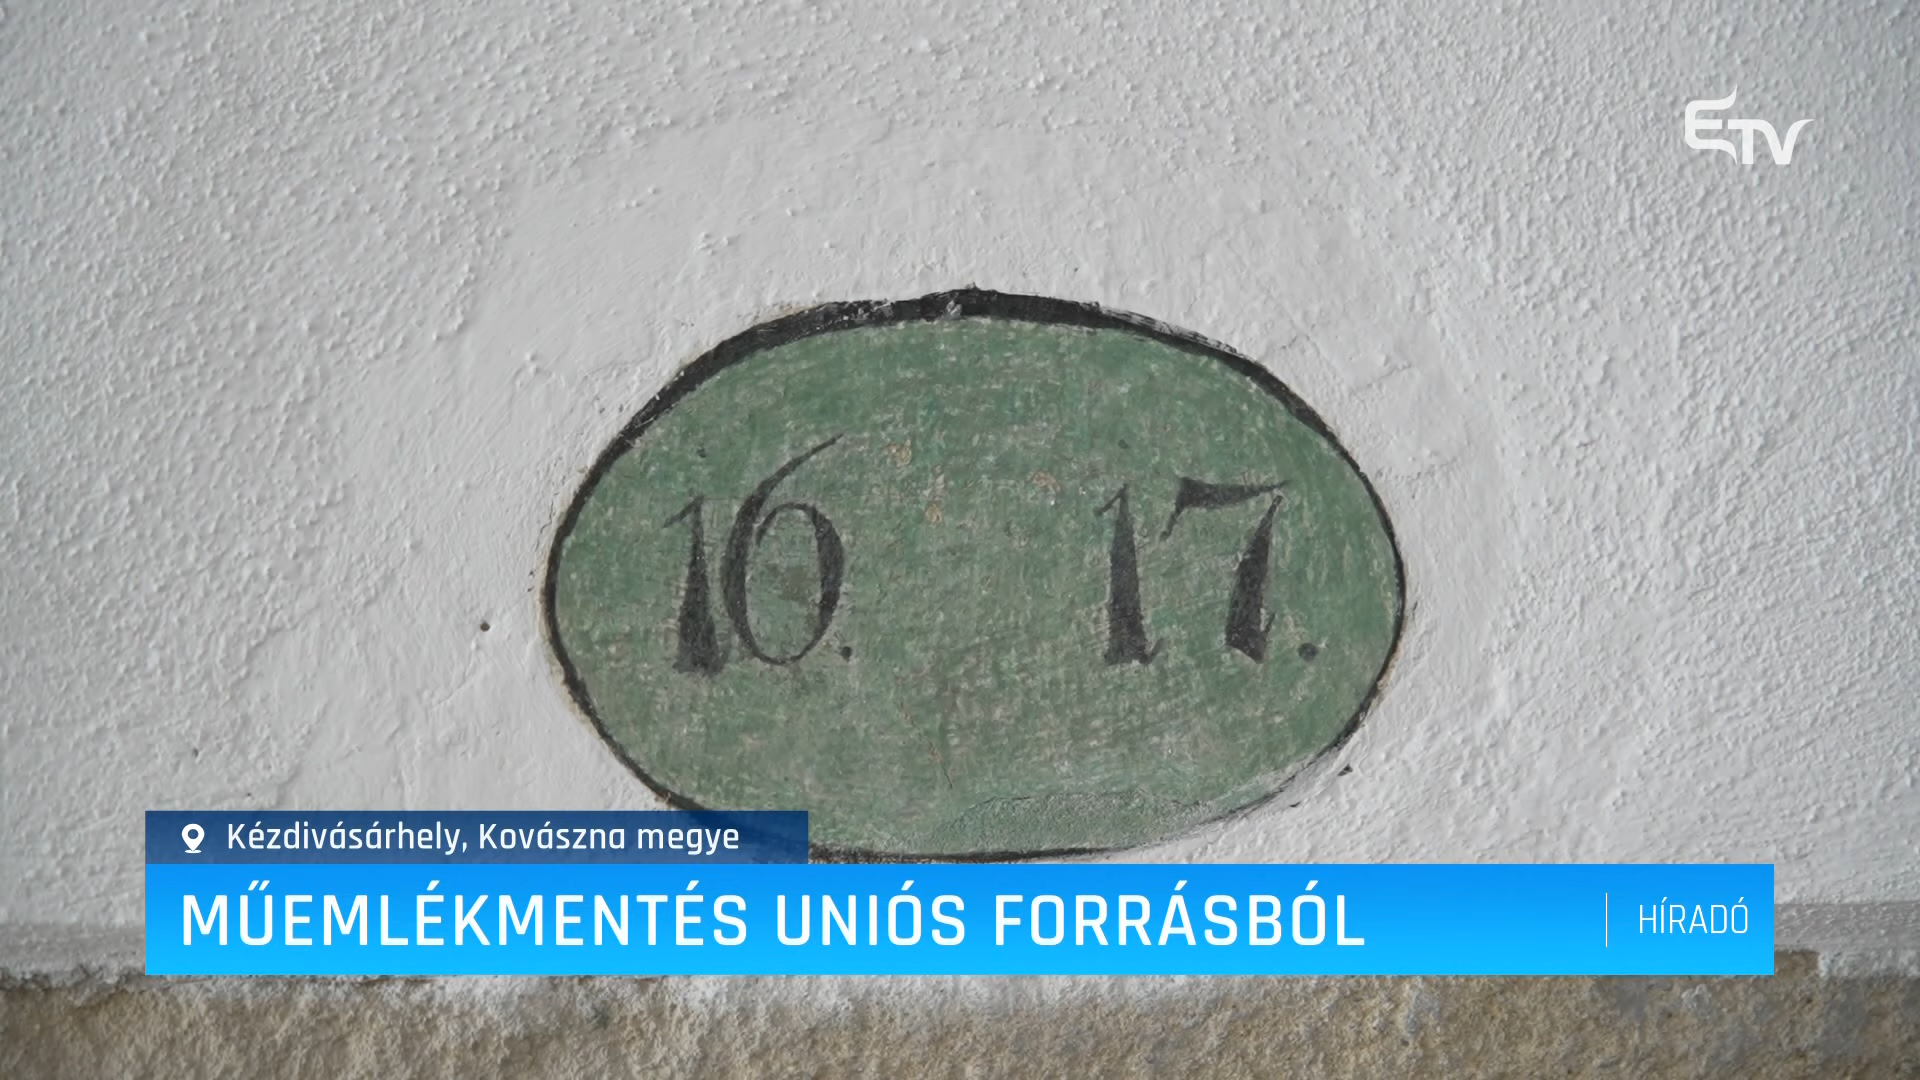 ETV
16. 17.
Kézdivásárhely, Kovászna megye
MŰEMLÉKMENTÉS UNIÓS FORRÁSBÓL
HÍRADÓ